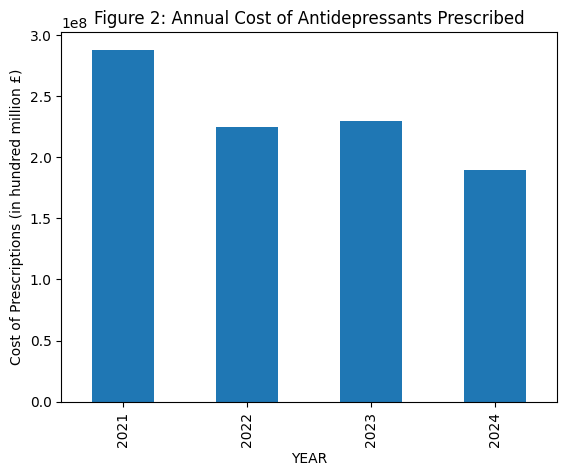 Figure 2: Annual Cost of Antidepressants Prescribed
1e8
3.0
2.5
2.0
1.5
1.0
0.5
0.0
Cost of Prescriptions (in hundred million £)
2021
2022
2023
2024
YEAR